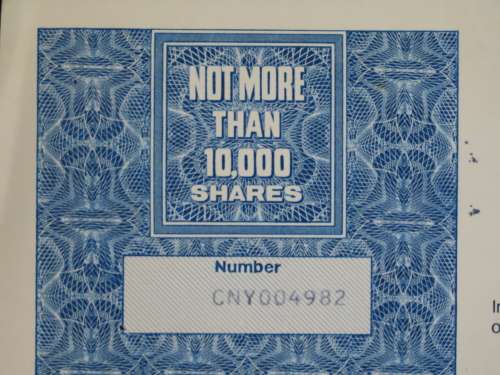 NOT MORE
THAN
10,000
SHARES
Number
CNY004982